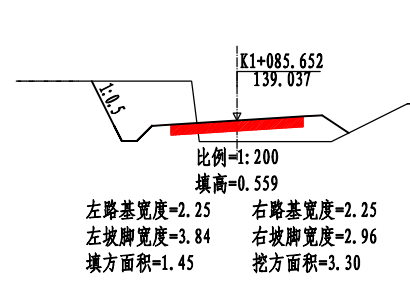 K1+085.652
139.037
1:0.5
比例=1:200
填高=0.559
左路基宽度=2.25 右路基宽度=2.25
左坡脚宽度=3.84 右坡脚宽度=2.96
填方面积=1.45 挖方面积=3.30